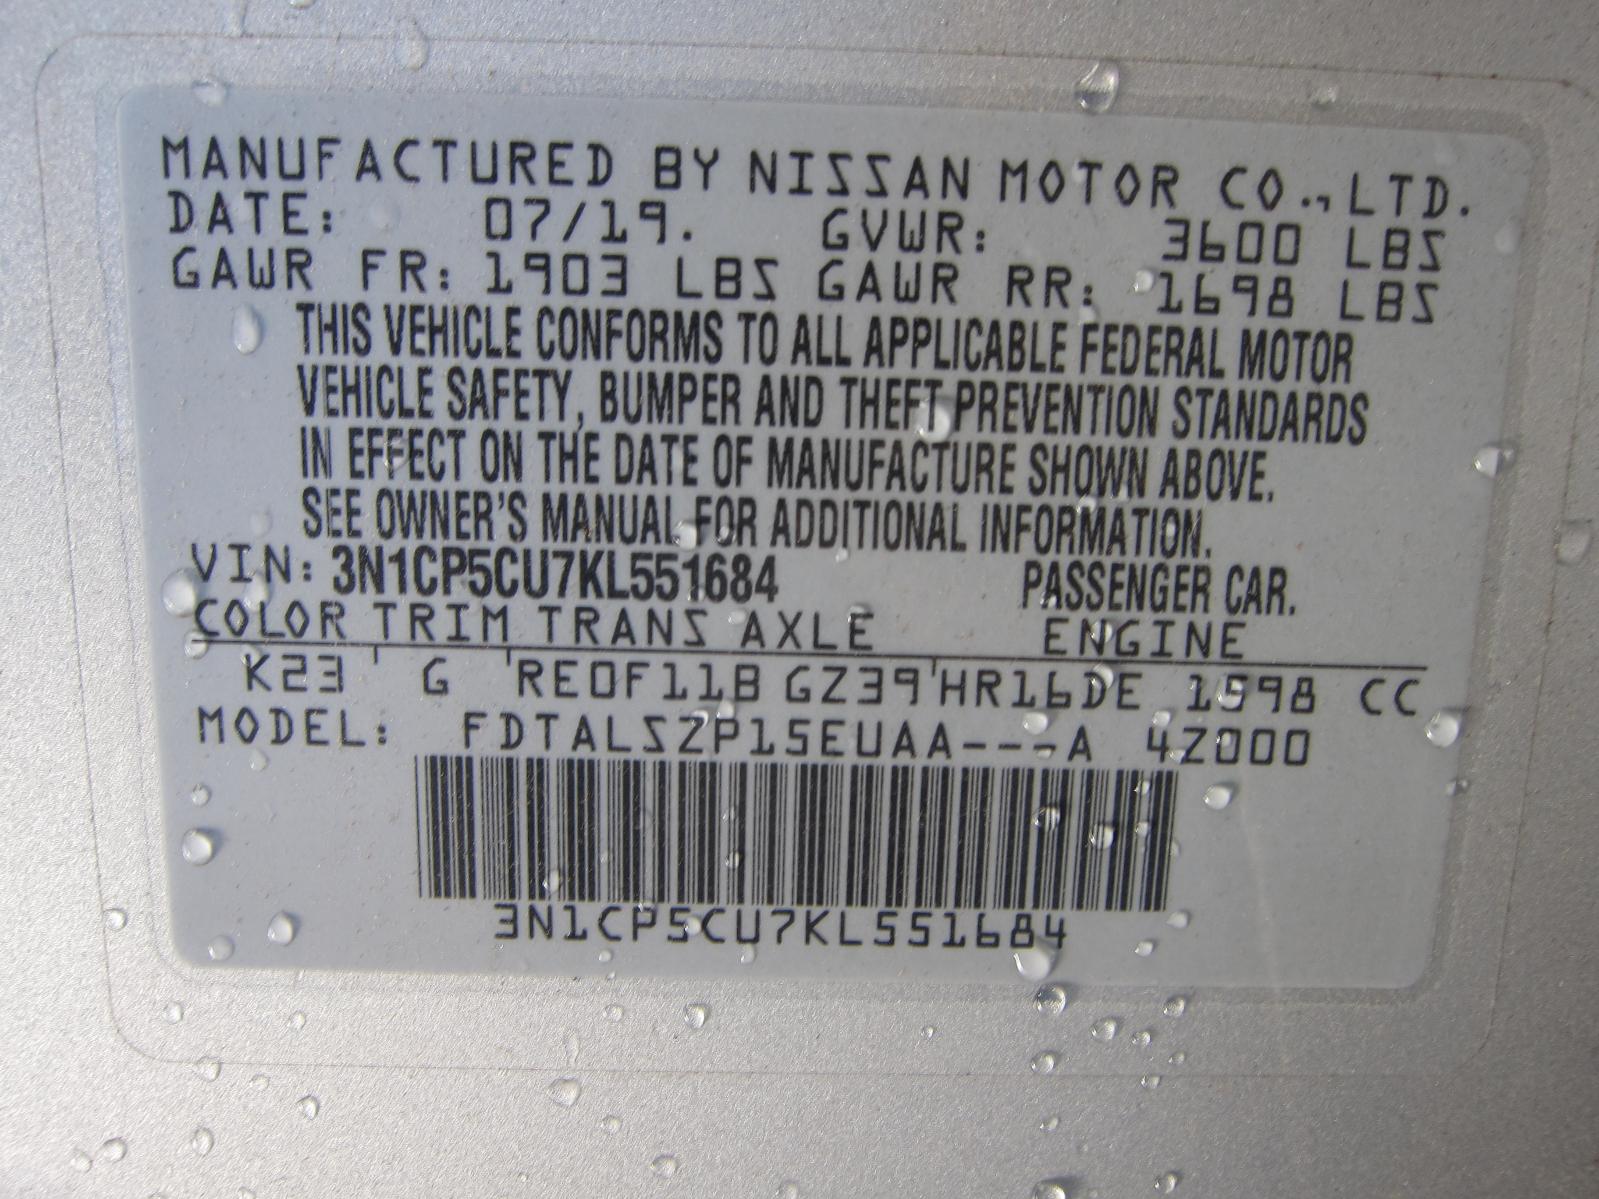 MANUFACTURED BY NISSAN MOTOR CO.,LTD.
DATE: 07/19. GVWR: 3600 LBS
GAWR FR: 1903 LBS GAWR RR: 1698 LBS
THIS VEHICLE CONFORMS TO ALL APPLICABLE FEDERAL MOTOR
VEHICLE SAFETY, BUMPER AND THEFT PREVENTION STANDARDS
IN EFFECT ON THE DATE OF MANUFACTURE SHOWN ABOVE.
SEE OWNER'S MANUAL FOR ADDITIONAL INFORMATION.
VIN: 3N1CP5CU7KL551684 PASSENGER CAR.
COLOR TRIM TRANS AXLE ENGINE
K23 G RE0F11B GZ39 HR16DE 1598 CC
MODEL: FDTALSZP15EUAA---A 4Z000
3N1CP5CU7KL551684